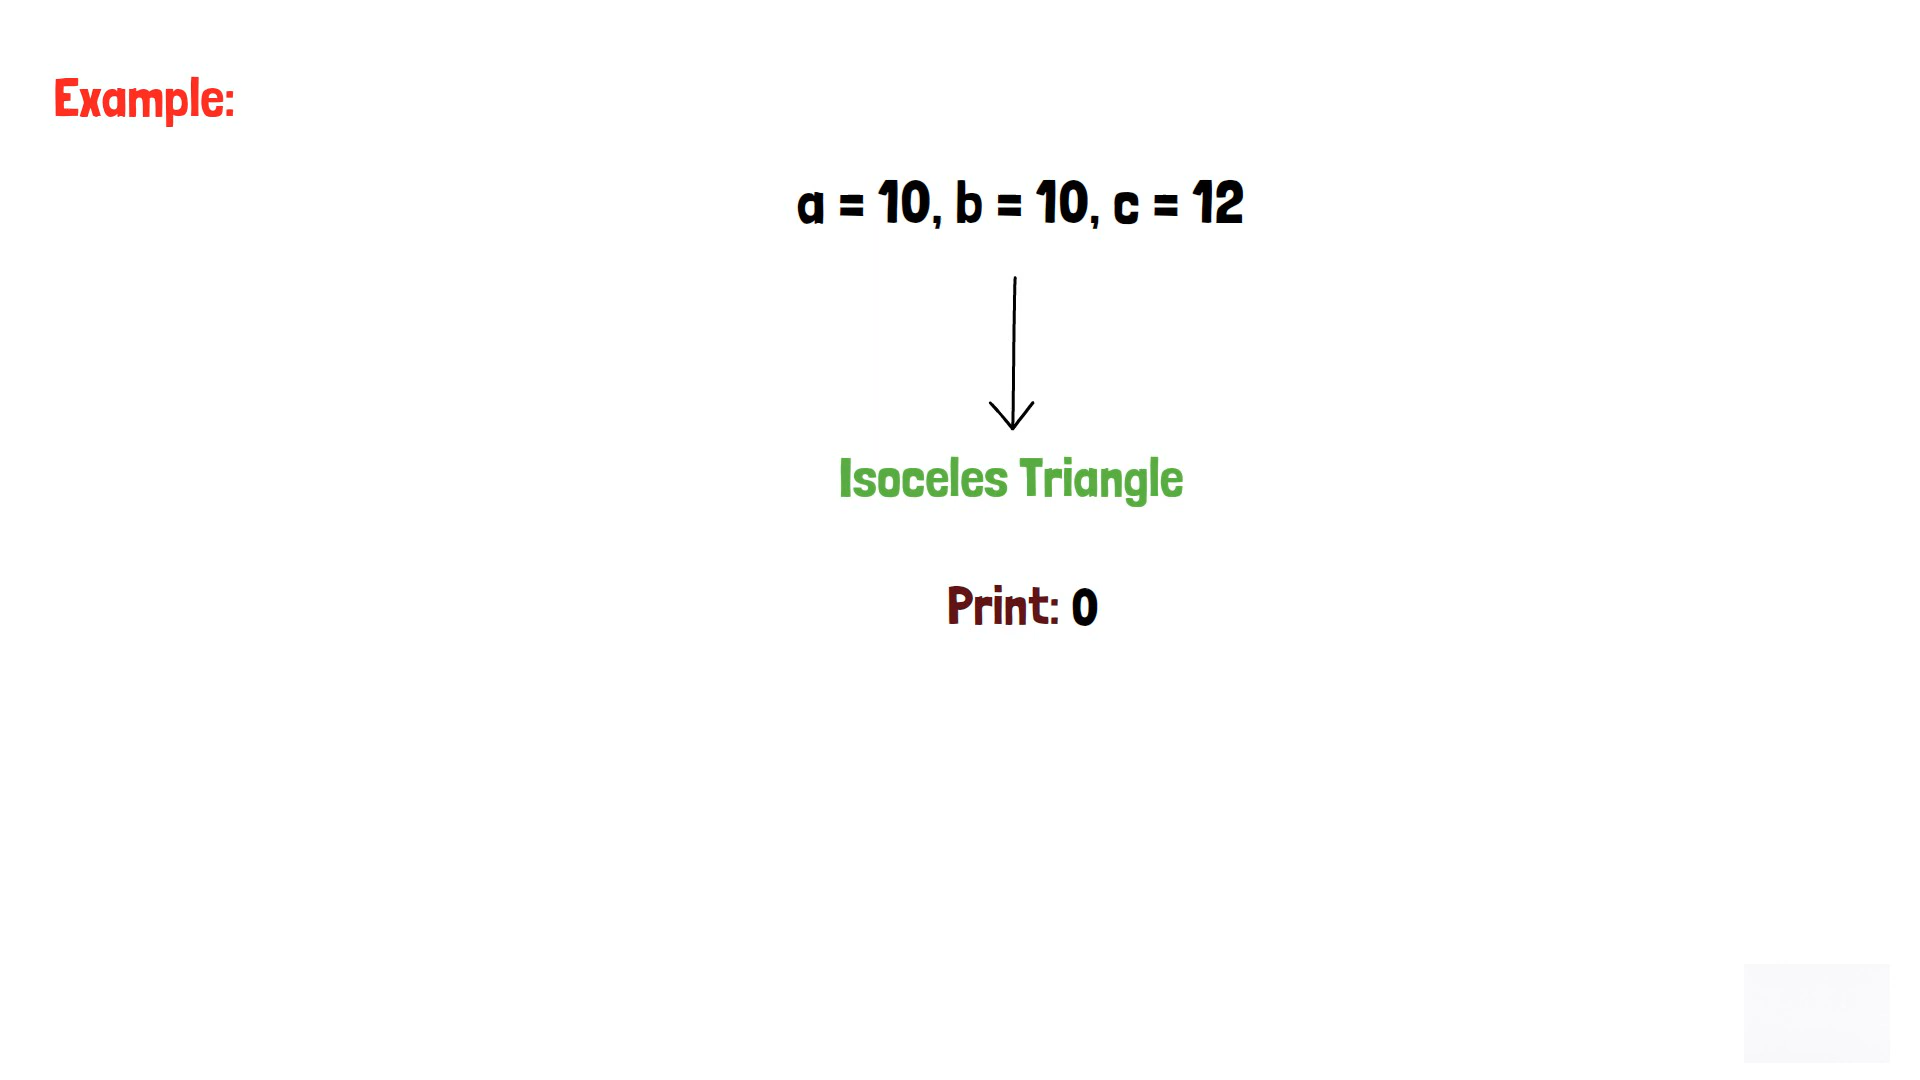 Example:
a = 10, b = 10, c = 12
Isoceles Triangle
Print: 0